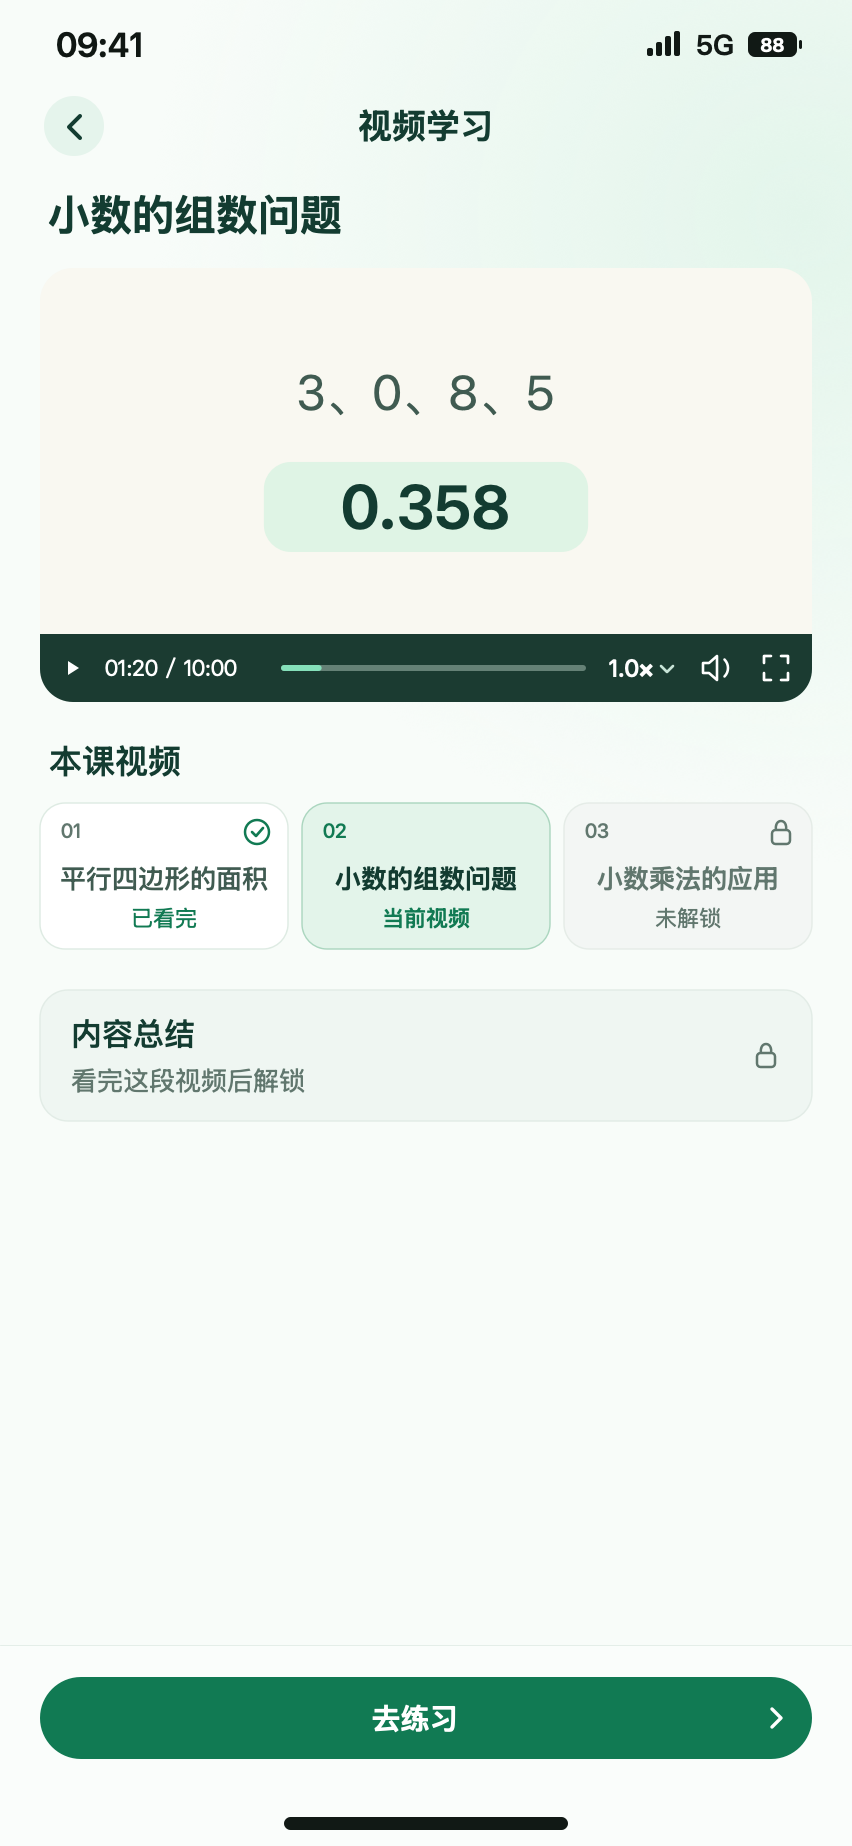 09:41
5G 88
视频学习
小数的组数问题
3、0、8、5
0.358
01:20 / 10:00
1.0×
本课视频
01
平行四边形的面积
已看完
02
小数的组数问题
当前视频
03
小数乘法的应用
未解锁
内容总结
看完这段视频后解锁
去练习